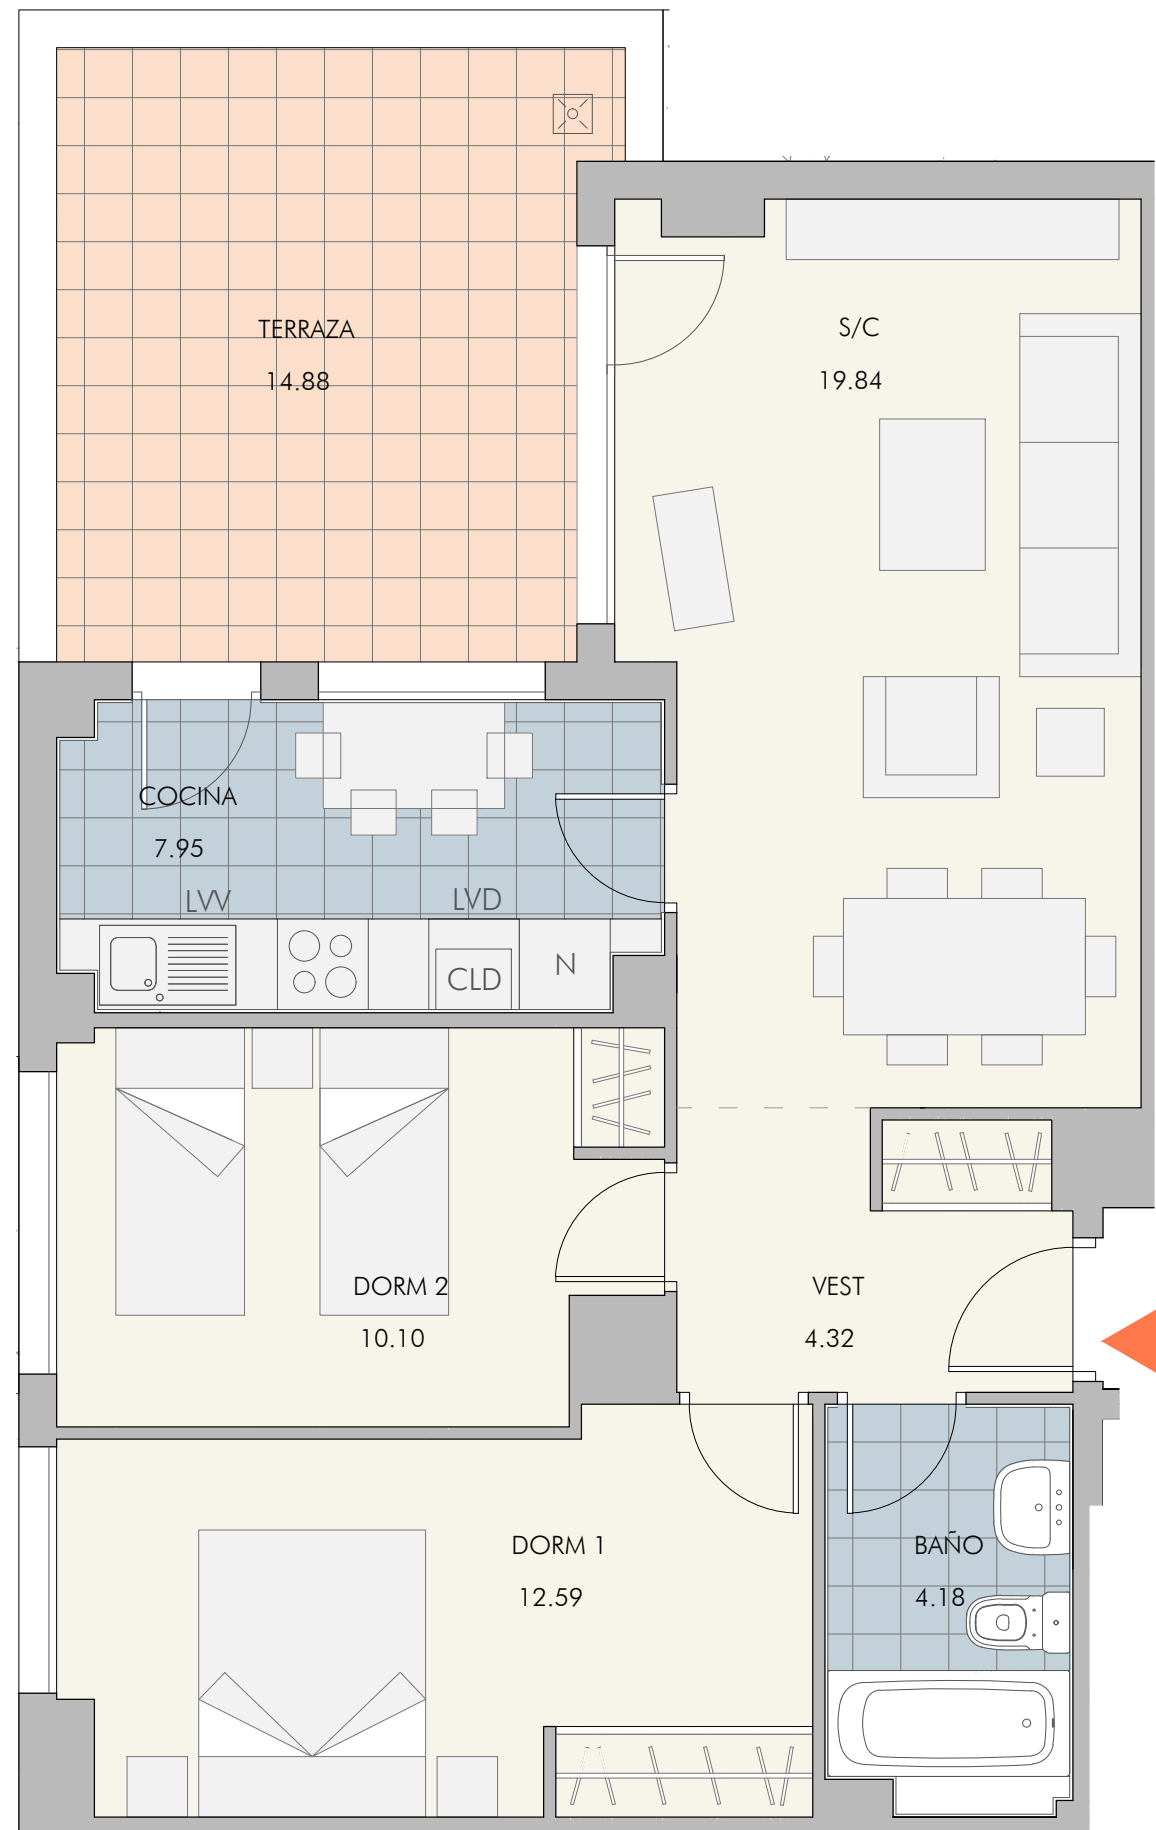 TERRAZA
14.88
S/C
19.84
COCINA
7.95
LVV
LVD
CLD
N
DORM 2
10.10
VEST
4.32
DORM 1
12.59
BAÑO
4.18